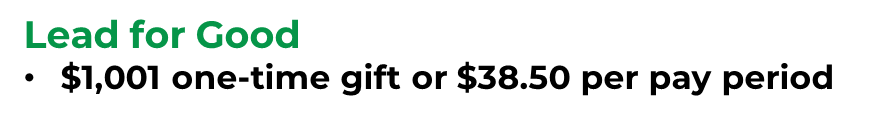 Lead for Good
• $1,001 one-time gift or $38.50 per pay period